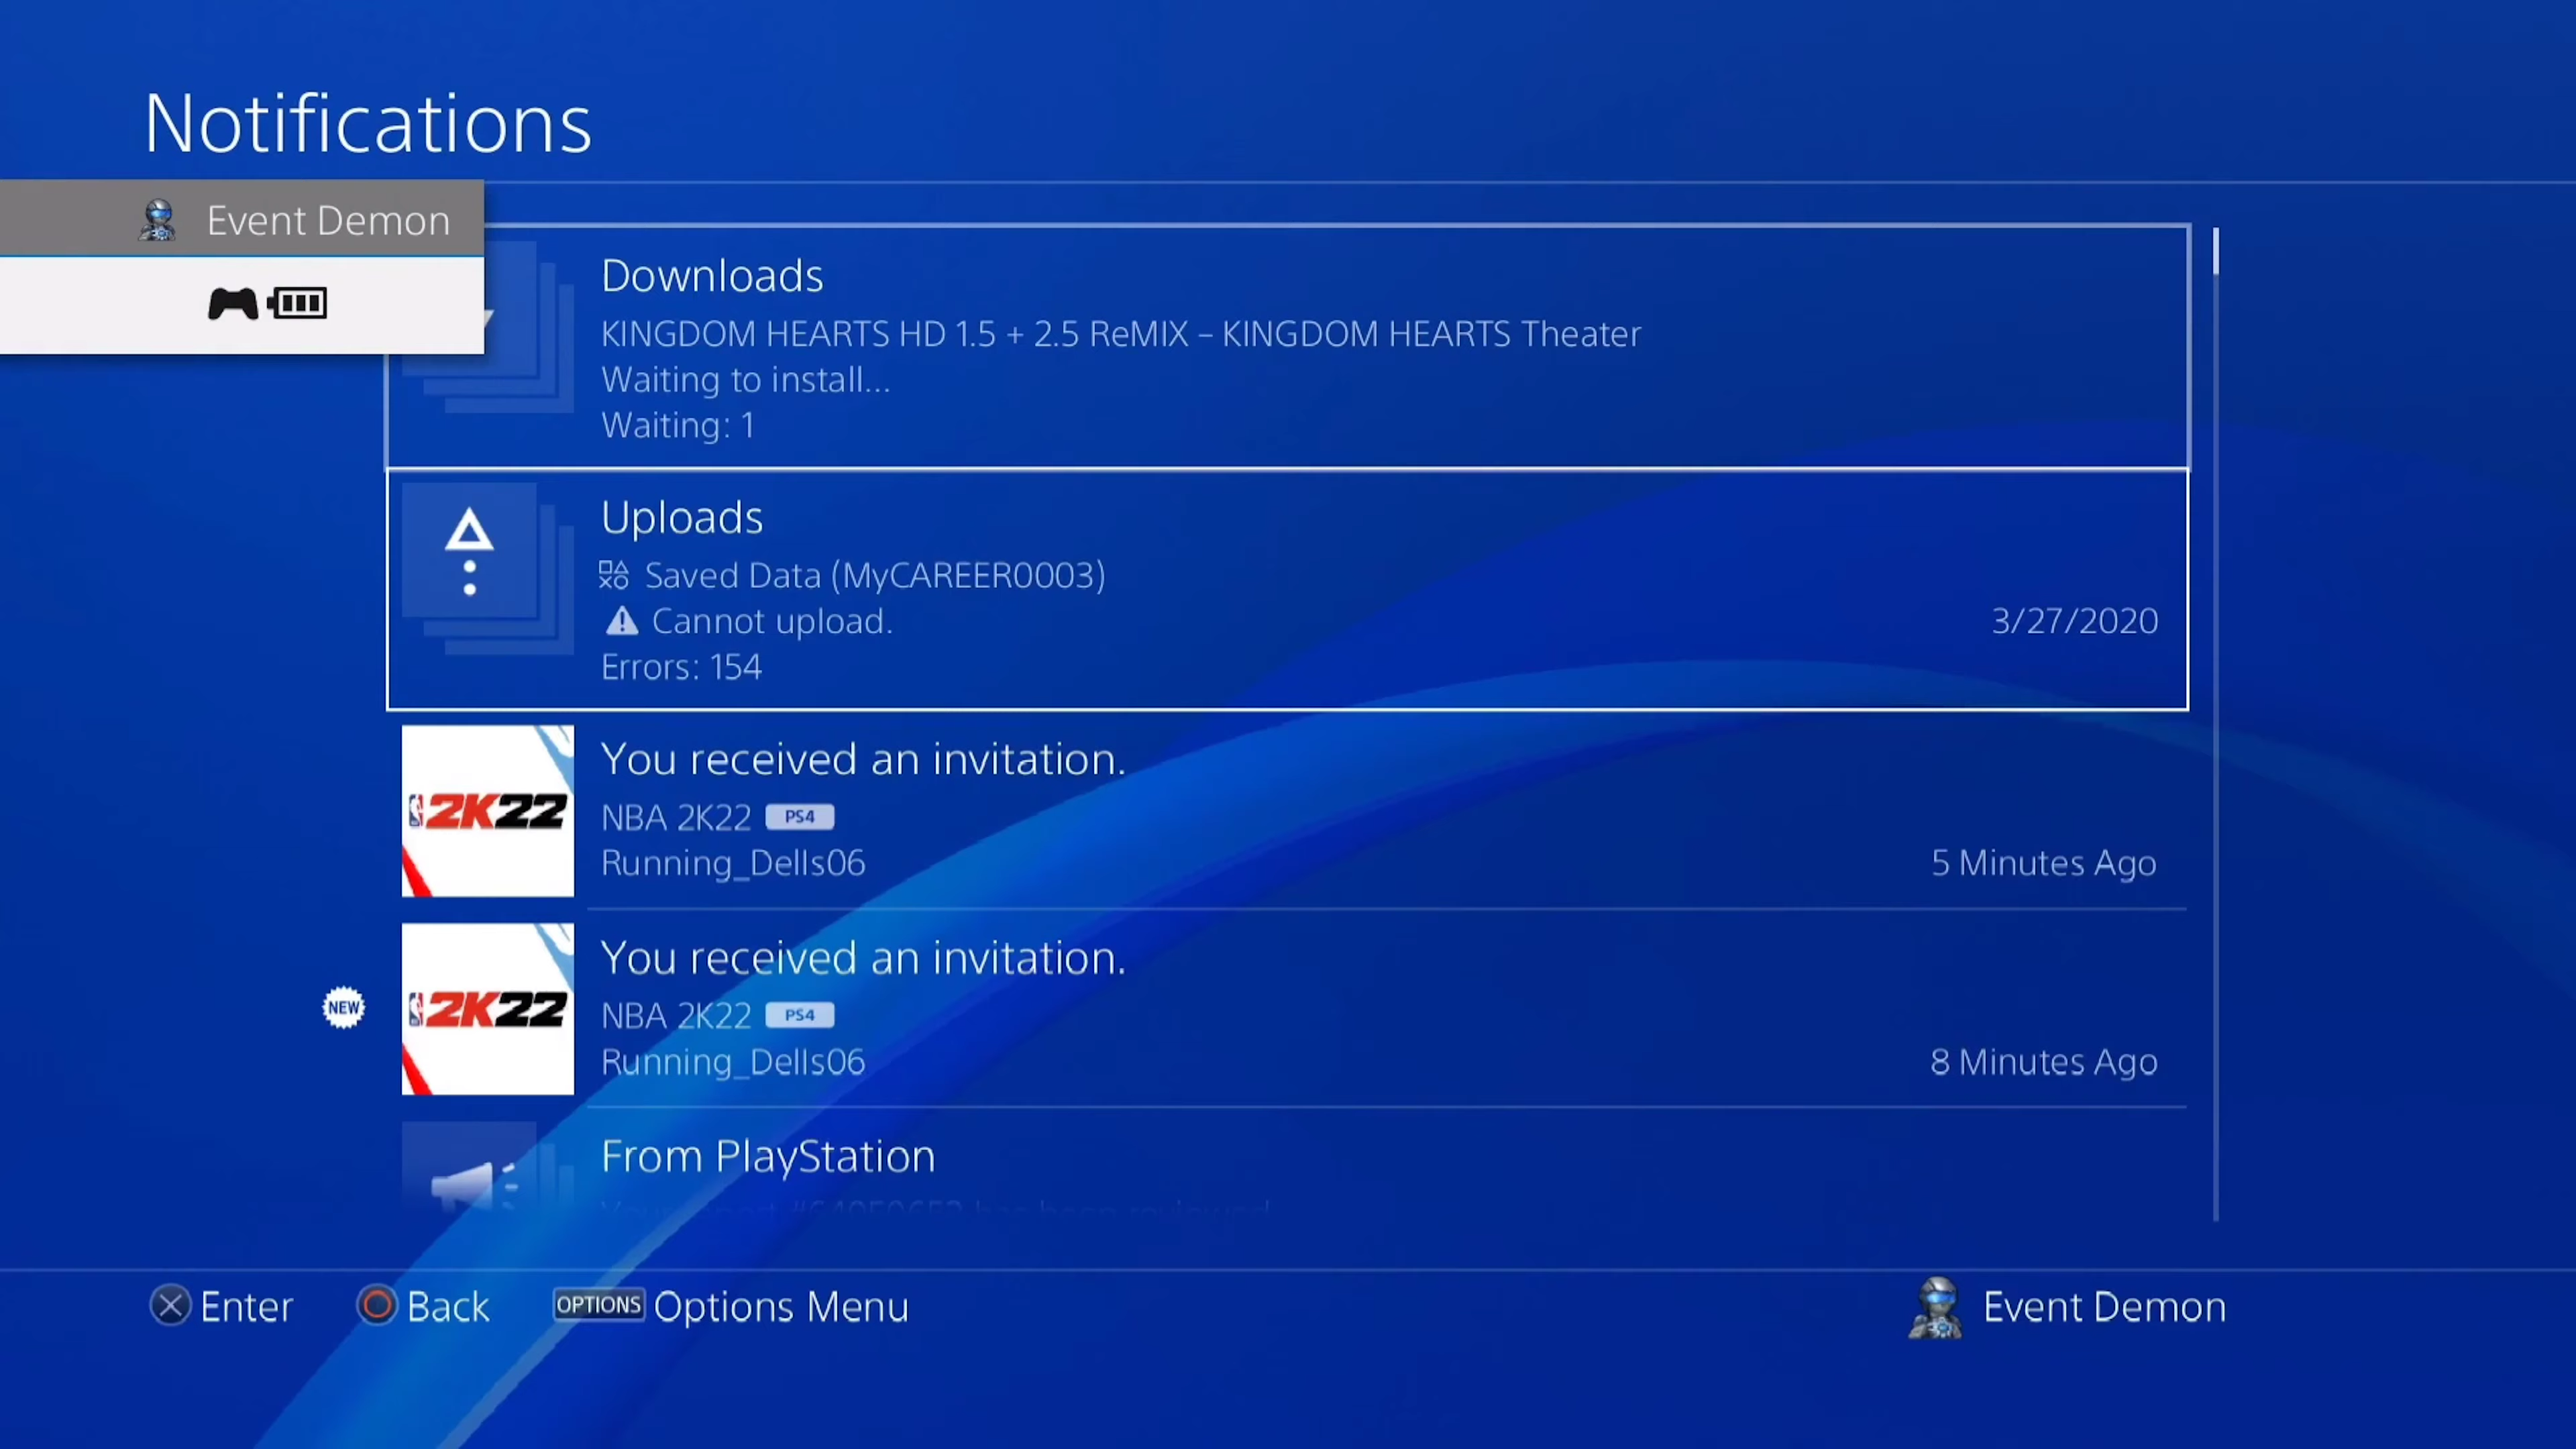 Notifications
Event Demon
Downloads
KINGDOM HEARTS HD 1.5 + 2.5 ReMIX – KINGDOM HEARTS Theater
Waiting to install...
Waiting: 1
Uploads
Saved Data (MyCAREER0003)
Cannot upload.
3/27/2020
Errors: 154
You received an invitation.
2K22
NBA 2K22 PS4
Running_Dells06
5 Minutes Ago
You received an invitation.
NEW
2K22
NBA 2K22 PS4
Running_Dells06
8 Minutes Ago
From PlayStation
Enter
Back
OPTIONS Options Menu
Event Demon